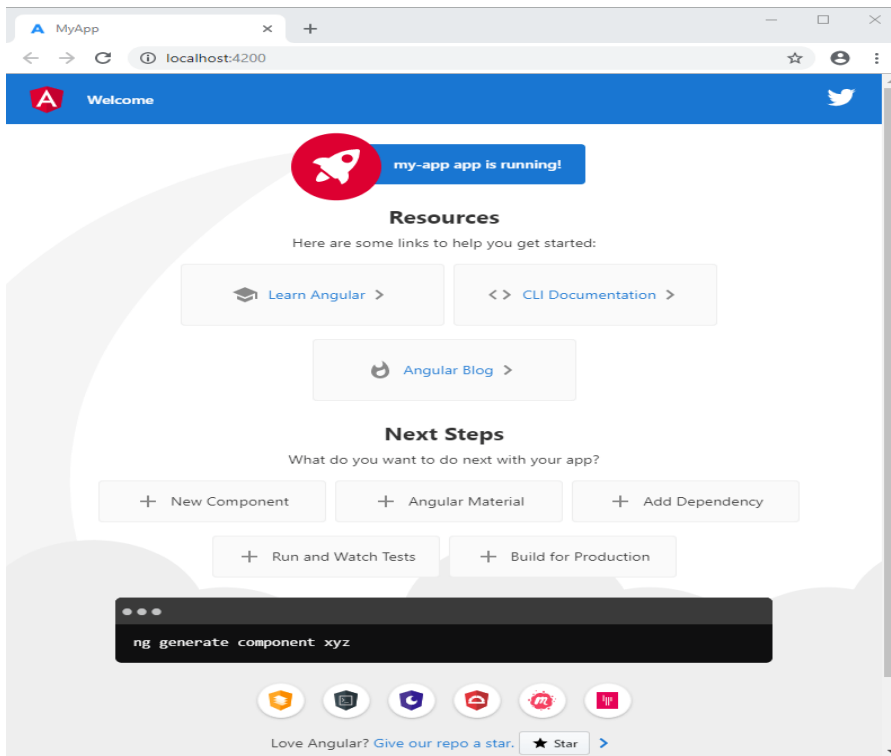 MyApp
localhost:4200
Welcome
my-app app is running!
Resources
Here are some links to help you get started:
Learn Angular
CLI Documentation
Angular Blog
Next Steps
What do you want to do next with your app?
New Component
Angular Material
Add Dependency
Run and Watch Tests
Build for Production
ng generate component xyz
Love Angular? Give our repo a star. Star